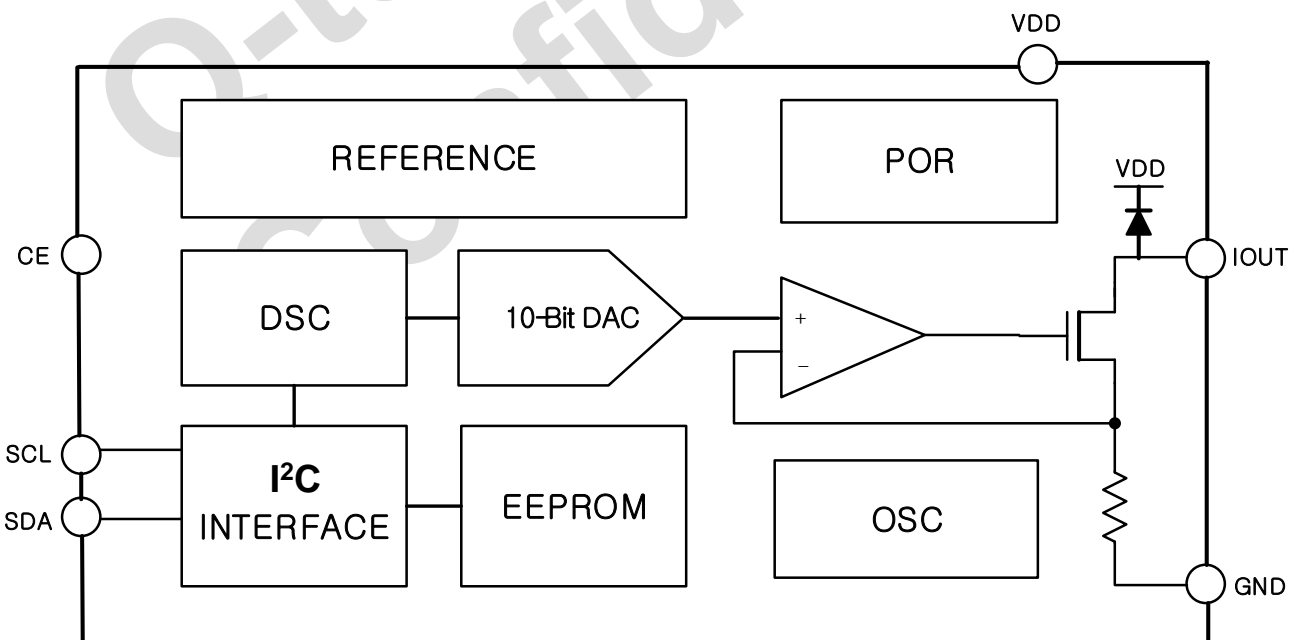 VDD
REFERENCE
POR
VDD
CE
IOUT
DSC
10-Bit DAC
+
−
SCL
I²C
INTERFACE
EEPROM
OSC
SDA
GND